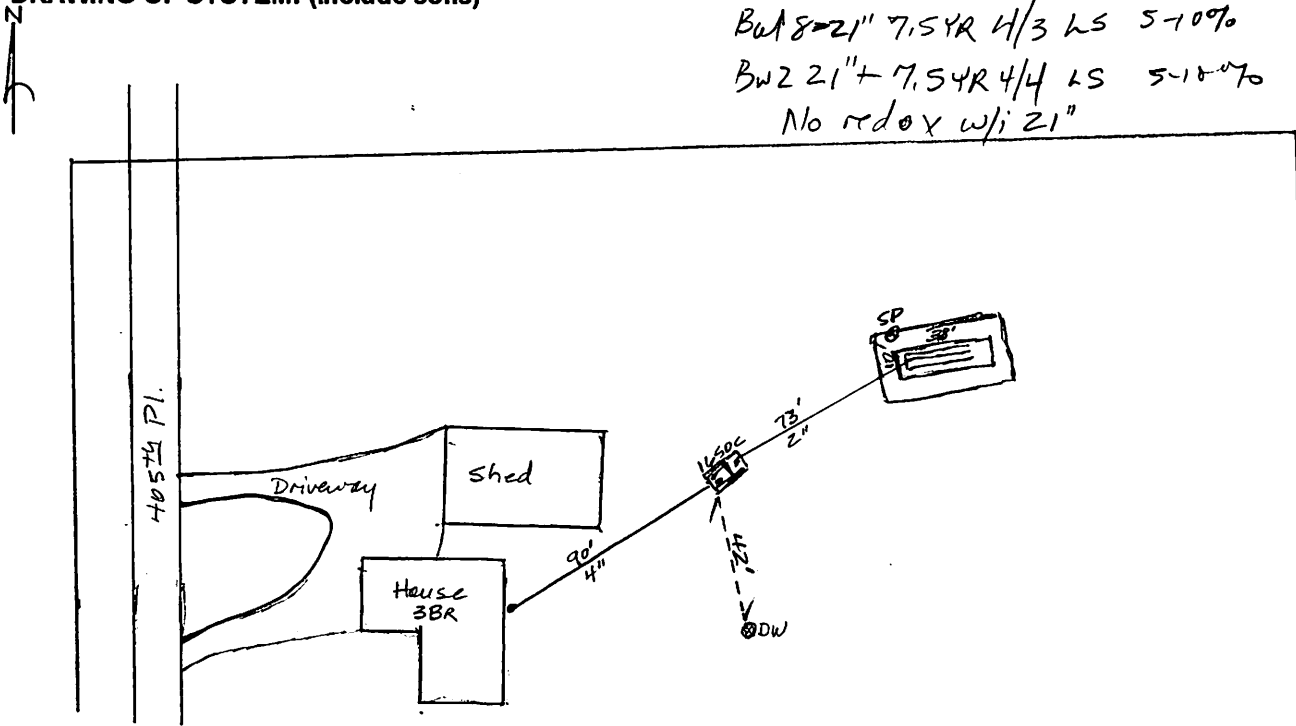 DRAWING OF SYSTEM: (include soils)
N
Bw1 8-21" 7.5YR 4/3 LS 5-10%
Bw2 21"+ 7.5YR 4/4 LS 5-10%
No redox w/i 21"
SP
38'
12'
73'
2"
1650c
405th Pl.
Driveway
Shed
90'
4"
42'
House
3BR
DW